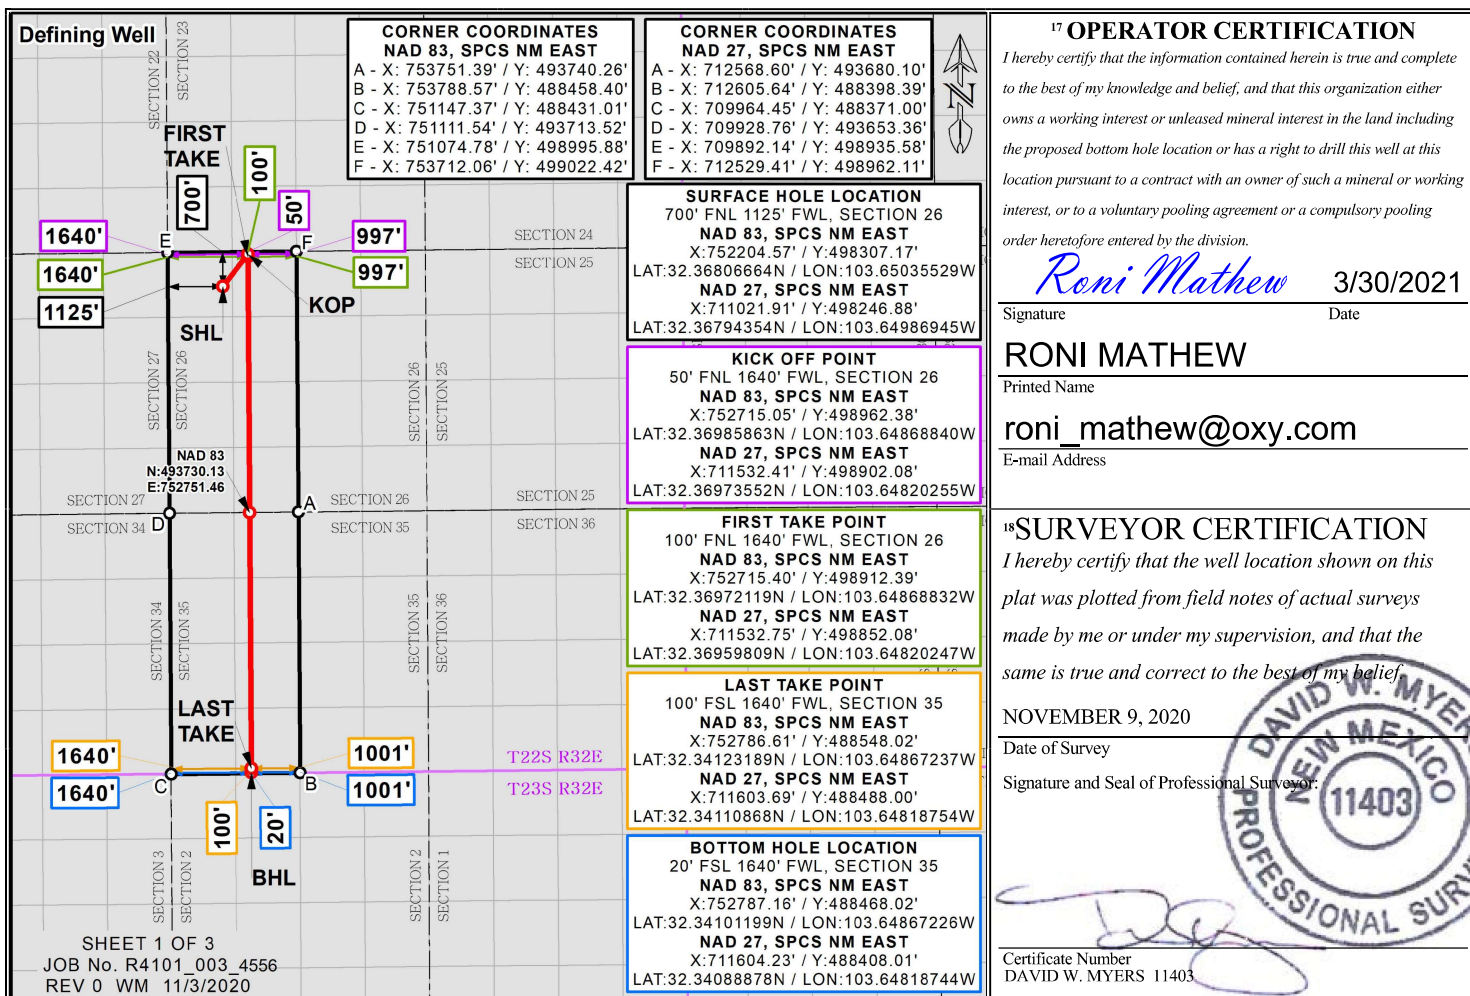 Defining Well
SECTION 22
SECTION 23
CORNER COORDINATES
NAD 83, SPCS NM EAST
A - X: 753751.39' / Y: 493740.26'
B - X: 753788.57' / Y: 488458.40'
C - X: 751147.37' / Y: 488431.01'
D - X: 751111.54' / Y: 493713.52'
E - X: 751074.78' / Y: 498995.88'
F - X: 753712.06' / Y: 499022.42'
CORNER COORDINATES
NAD 27, SPCS NM EAST
A - X: 712568.60' / Y: 493680.10'
B - X: 712605.64' / Y: 488398.39'
C - X: 709964.45' / Y: 488371.00'
D - X: 709928.76' / Y: 493653.36'
E - X: 709892.14' / Y: 498935.58'
F - X: 712529.41' / Y: 498962.11'
N
FIRST
TAKE
700'
100'
50'
1640'
E
F
997'
1640'
997'
1125'
SHL
KOP
SECTION 24
SECTION 25
SECTION 27
SECTION 26
SECTION 26
SECTION 25
NAD 83
N:493730.13
E:752751.46
SECTION 27
SECTION 26
SECTION 25
D
A
SECTION 34
SECTION 35
SECTION 36
SECTION 34
SECTION 35
SECTION 35
SECTION 36
LAST
TAKE
1640'
1001'
T22S R32E
C
B
1640'
1001'
T23S R32E
100'
20'
BHL
SECTION 3
SECTION 2
SECTION 2
SECTION 1
SHEET 1 OF 3
JOB No. R4101_003_4556
REV 0 WM 11/3/2020
SURFACE HOLE LOCATION
700' FNL 1125' FWL, SECTION 26
NAD 83, SPCS NM EAST
X:752204.57' / Y:498307.17'
LAT:32.36806664N / LON:103.65035529W
NAD 27, SPCS NM EAST
X:711021.91' / Y:498246.88'
LAT:32.36794354N / LON:103.64986945W
KICK OFF POINT
50' FNL 1640' FWL, SECTION 26
NAD 83, SPCS NM EAST
X:752715.05' / Y:498962.38'
LAT:32.36985863N / LON:103.64868840W
NAD 27, SPCS NM EAST
X:711532.41' / Y:498902.08'
LAT:32.36973552N / LON:103.64820255W
FIRST TAKE POINT
100' FNL 1640' FWL, SECTION 26
NAD 83, SPCS NM EAST
X:752715.40' / Y:498912.39'
LAT:32.36972119N / LON:103.64868832W
NAD 27, SPCS NM EAST
X:711532.75' / Y:498852.08'
LAT:32.36959809N / LON:103.64820247W
LAST TAKE POINT
100' FSL 1640' FWL, SECTION 35
NAD 83, SPCS NM EAST
X:752786.61' / Y:488548.02'
LAT:32.34123189N / LON:103.64867237W
NAD 27, SPCS NM EAST
X:711603.69' / Y:488488.00'
LAT:32.34110868N / LON:103.64818754W
BOTTOM HOLE LOCATION
20' FSL 1640' FWL, SECTION 35
NAD 83, SPCS NM EAST
X:752787.16' / Y:488468.02'
LAT:32.34101199N / LON:103.64867226W
NAD 27, SPCS NM EAST
X:711604.23' / Y:488408.01'
LAT:32.34088878N / LON:103.64818744W
17 OPERATOR CERTIFICATION
I hereby certify that the information contained herein is true and complete
to the best of my knowledge and belief, and that this organization either
owns a working interest or unleased mineral interest in the land including
the proposed bottom hole location or has a right to drill this well at this
location pursuant to a contract with an owner of such a mineral or working
interest, or to a voluntary pooling agreement or a compulsory pooling
order heretofore entered by the division.
Roni Mathew 3/30/2021
Signature Date
RONI MATHEW
Printed Name
roni_mathew@oxy.com
E-mail Address
18 SURVEYOR CERTIFICATION
I hereby certify that the well location shown on this
plat was plotted from field notes of actual surveys
made by me or under my supervision, and that the
same is true and correct to the best of my belief.
NOVEMBER 9, 2020
Date of Survey
Signature and Seal of Professional Surveyor:
DAVID W. MYERS
NEW MEXICO
11403
PROFESSIONAL SURV
Certificate Number
DAVID W. MYERS 11403